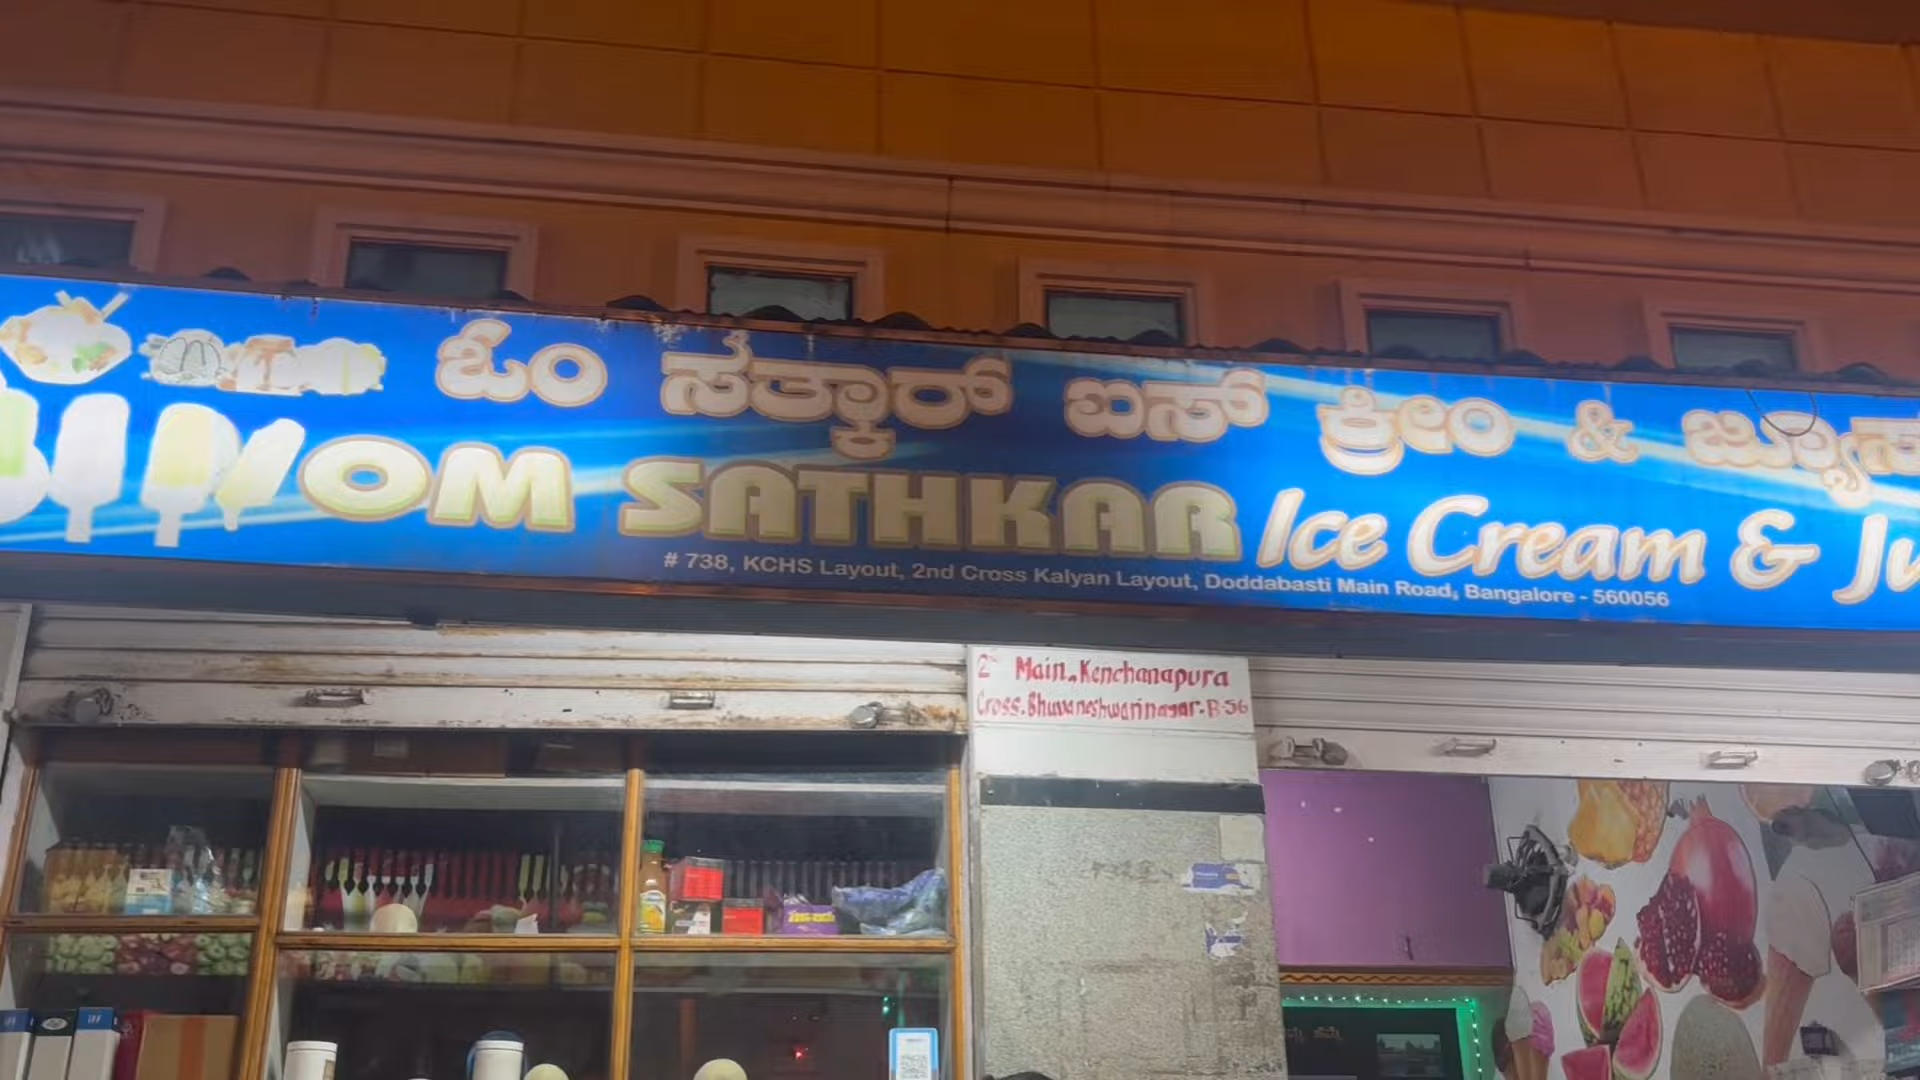 ಓಂ ಸತ್ಕಾರ್ ಐಸ್ ಕ್ರೀಂ & ಜ್ಯೂಸ
OM SATHKAR Ice Cream & Ju
# 738, KCHS Layout, 2nd Cross Kalyan Layout, Doddabasti Main Road, Bangalore - 560056
2nd Main, Kenchanapura
Cross. Bhuvaneshwarinagar. B-56